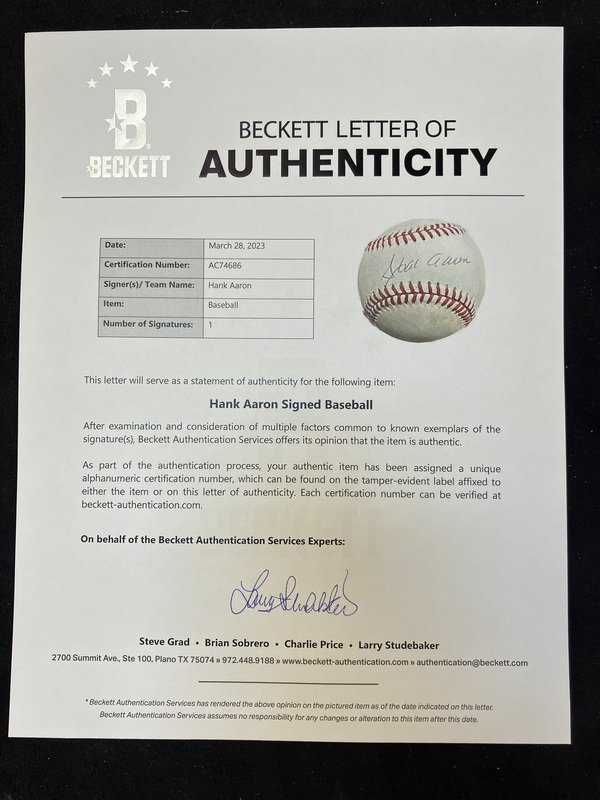 B
BECKETT
BECKETT LETTER OF
AUTHENTICITY
Date: March 28, 2023
Certification Number: AC74686
Signer(s)/ Team Name: Hank Aaron
Item: Baseball
Number of Signatures: 1
Hank Aaron
This letter will serve as a statement of authenticity for the following item:
Hank Aaron Signed Baseball
After examination and consideration of multiple factors common to known exemplars of the
signature(s), Beckett Authentication Services offers its opinion that the item is authentic.
As part of the authentication process, your authentic item has been assigned a unique
alphanumeric certification number, which can be found on the tamper-evident label affixed to
either the item or on this letter of authenticity. Each certification number can be verified at
beckett-authentication.com.
On behalf of the Beckett Authentication Services Experts:
Larry Studebaker
Steve Grad • Brian Sobrero • Charlie Price • Larry Studebaker
2700 Summit Ave., Ste 100, Plano TX 75074 » 972.448.9188 » www.beckett-authentication.com » authentication@beckett.com
* Beckett Authentication Services has rendered the above opinion on the pictured item as of the date indicated on this letter.
Beckett Authentication Services assumes no responsibility for any changes or alteration to this item after this date.